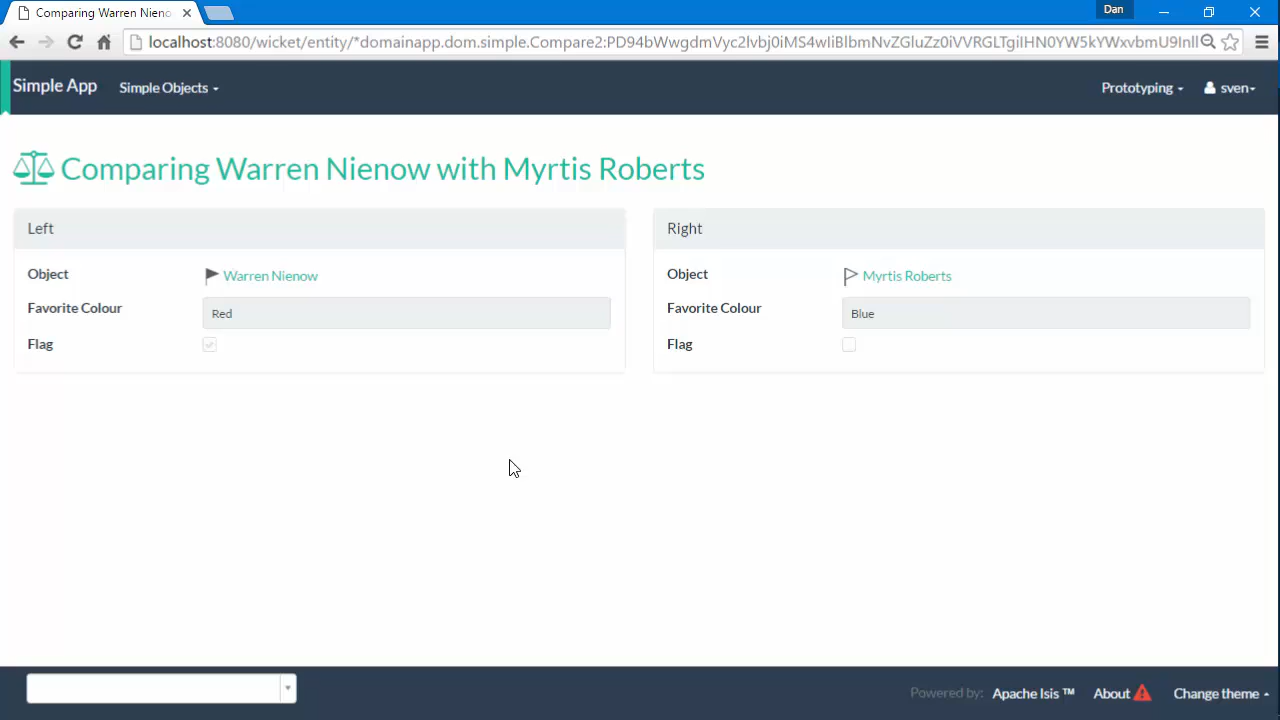 Comparing Warren Nieno
Dan
localhost:8080/wicket/entity/*domainapp.dom.simple.Compare2:PD94bWwgdmVyc2lvbj0iMS4wIiBlbmNvZGluZz0iVVRGLTgiIHN0YW5kYWxvbmU9Inll
Simple App
Simple Objects
Prototyping
sven
Comparing Warren Nienow with Myrtis Roberts
Left
Right
Object
Warren Nienow
Object
Myrtis Roberts
Favorite Colour
Red
Favorite Colour
Blue
Flag
Flag
Powered by: Apache Isis ™
About
Change theme